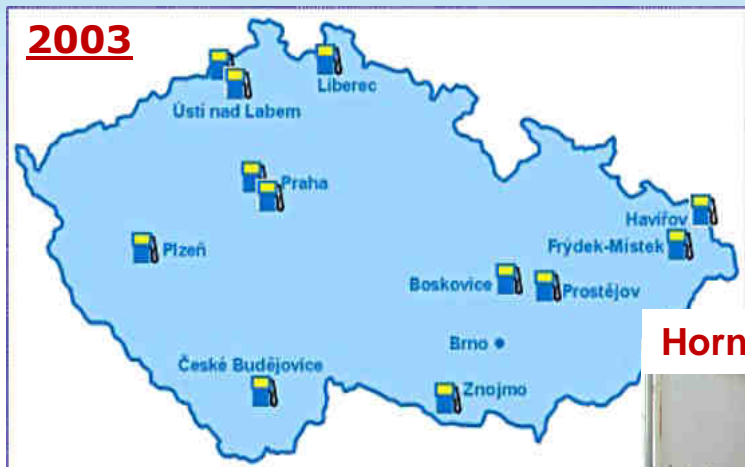 2003
Liberec
Ústí nad Labem
Praha
Havířov
Plzeň
Frýdek-Místek
Boskovice
Prostějov
Brno
Horn
České Budějovice
Znojmo